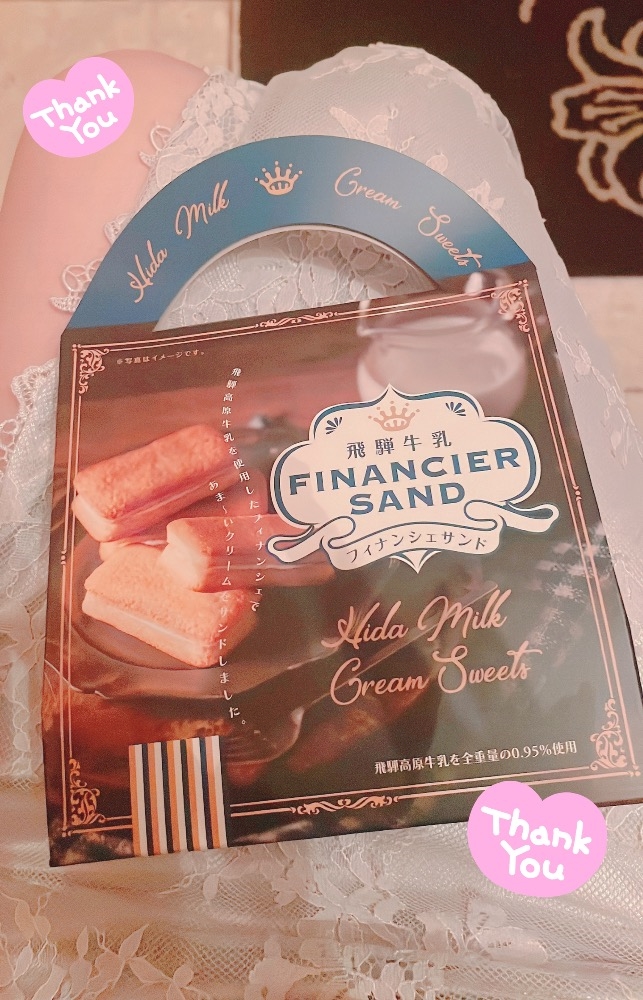 Thank
You
Hida Milk
Cream Sweets
※写真はイメージです。
飛騨高原牛乳を使用したフィナンシェで
あま〜いクリームをサンドしました。
飛騨牛乳
FINANCIER
SAND
フィナンシェサンド
Hida Milk
Cream Sweets
飛騨高原牛乳を全重量の0.95%使用
Thank
You